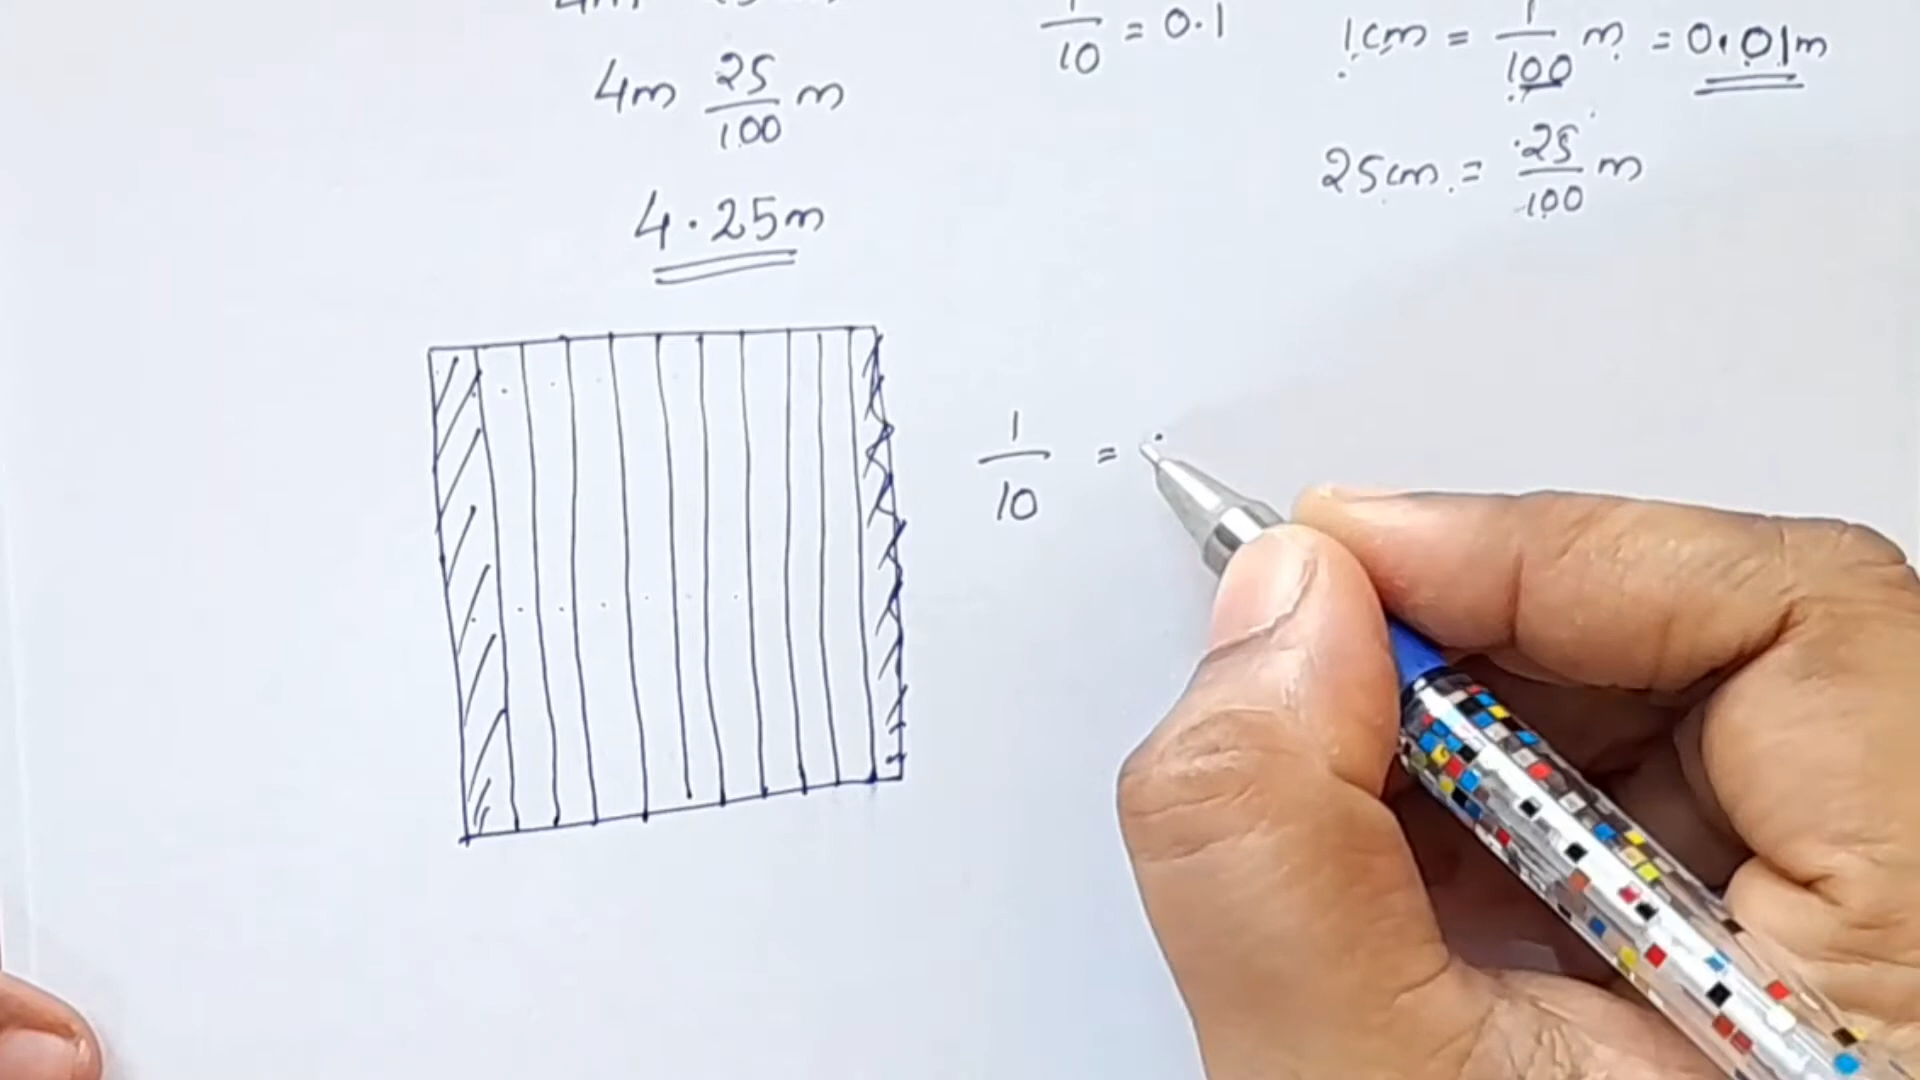 4m 25/100 m
4.25m
1/10 = 0.1
1cm = 1/100 m = 0.01m
25cm = 25/100 m
1/10 =